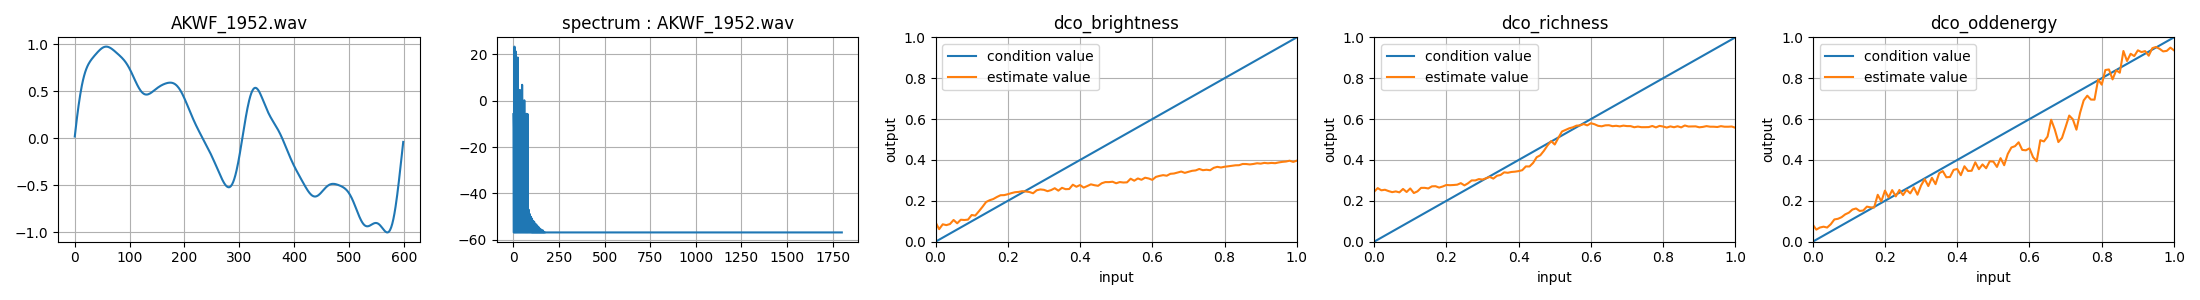 AKWF_1952.wav
1.0
0.5
0.0
−0.5
−1.0
0 100 200 300 400 500 600
spectrum : AKWF_1952.wav
20
0
−20
−40
−60
0 250 500 750 1000 1250 1500 1750
dco_brightness
condition value
estimate value
output
1.0
0.8
0.6
0.4
0.2
0.0
0.0 0.2 0.4 0.6 0.8 1.0
input
dco_richness
condition value
estimate value
output
1.0
0.8
0.6
0.4
0.2
0.0
0.0 0.2 0.4 0.6 0.8 1.0
input
dco_oddenergy
condition value
estimate value
output
1.0
0.8
0.6
0.4
0.2
0.0
0.0 0.2 0.4 0.6 0.8 1.0
input